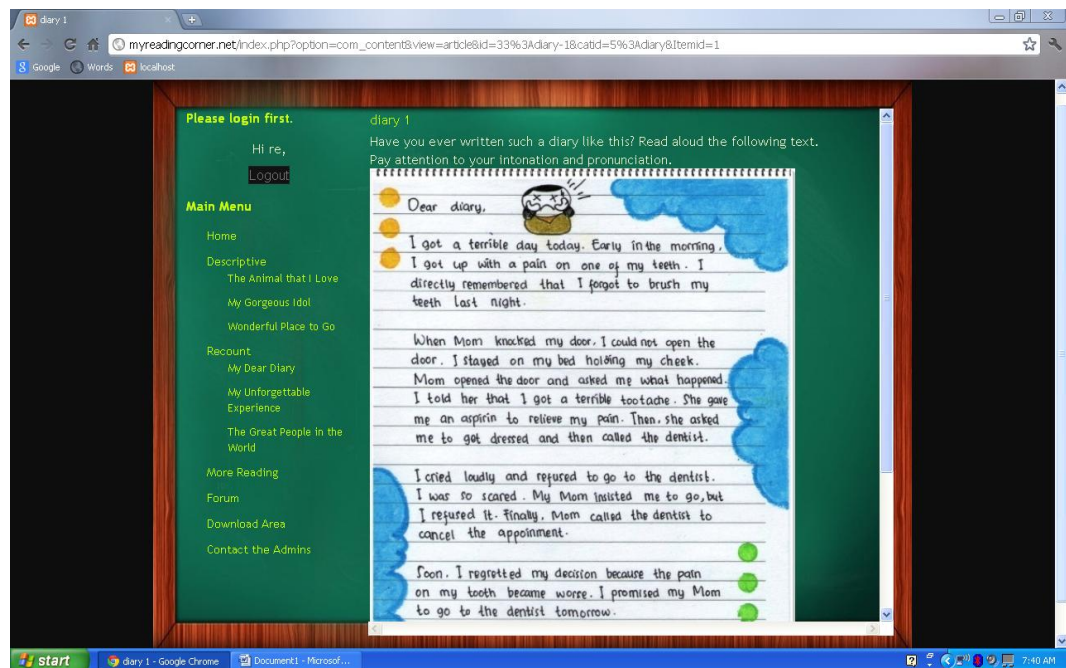 diary 1
myreadingcorner.net/index.php?option=com_content&view=article&id=33%3Adiary-1&catid=5%3Adiary&Itemid=1
Google Words localhost
Please login first.
Hi re,
Logout
Main Menu
Home
Descriptive
The Animal that I Love
My Gorgeous Idol
Wonderful Place to Go
Recount
My Dear Diary
My Unforgettable
Experience
The Great People in the
World
More Reading
Forum
Download Area
Contact the Admins
diary 1
Have you ever written such a diary like this? Read aloud the following text.
Pay attention to your intonation and pronunciation.
Dear diary,
I got a terrible day today. Early in the morning,
I got up with a pain on one of my teeth. I
directly remembered that I forgot to brush my
teeth last night.
When Mom knocked my door, I could not open the
door. I stayed on my bed holding my cheek.
Mom opened the door and asked me what happened.
I told her that I got a terrible tootache. She gave
me an aspirin to relieve my pain. Then, she asked
me to get dressed and then called the dentist.
I cried loudly and refused to go to the dentist.
I was so scared. My Mom insisted me to go, but
I refused it. Finally, Mom called the dentist to
cancel the appoinment.
Soon, I regretted my decision because the pain
on my tooth became worse. I promised my Mom
to go to the dentist tomorrow.
start
diary 1 - Google Chrome
Document1 - Microsof...
7:40 AM